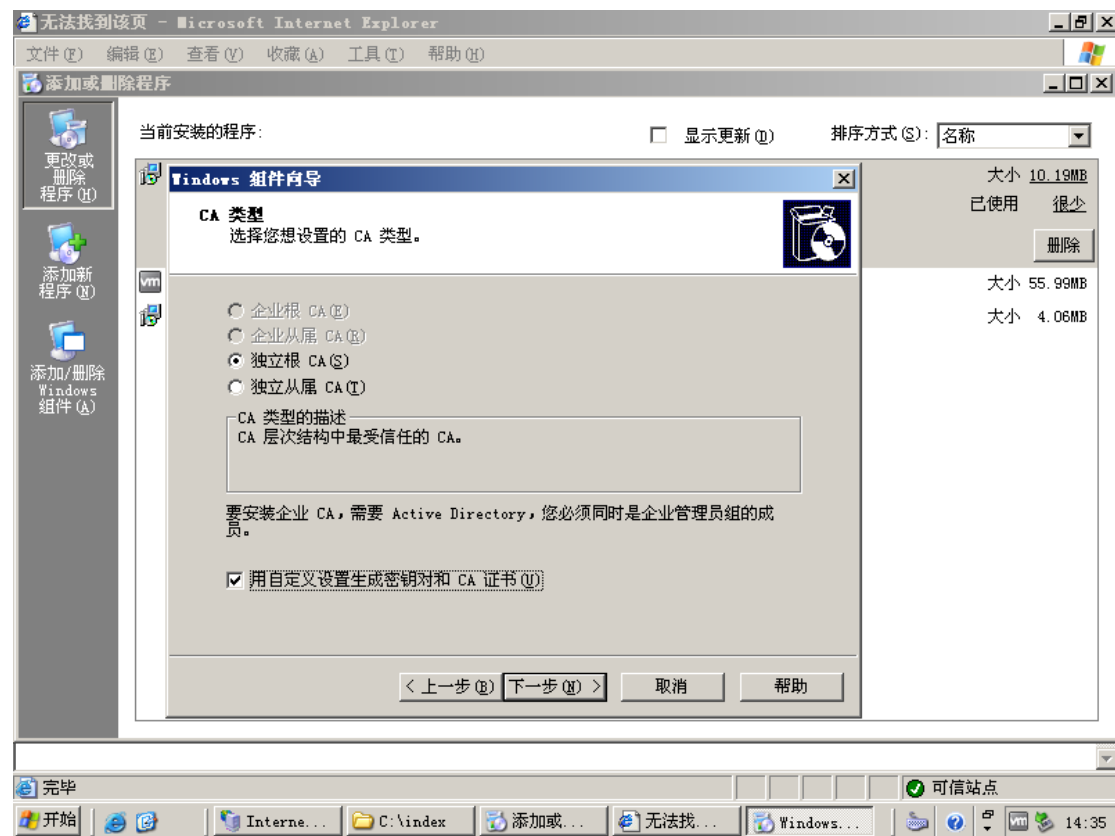 无法找到该页 - Microsoft Internet Explorer
文件(F) 编辑(E) 查看(V) 收藏(A) 工具(T) 帮助(H)
添加或删除程序
更改或
删除
程序(H)
添加新
程序(N)
添加/删除
Windows
组件(A)
当前安装的程序:
显示更新(D)
排序方式(S): 名称
大小 10.19MB
已使用 很少
删除
大小 55.99MB
大小 4.06MB
Windows 组件向导
CA 类型
选择您想设置的 CA 类型。
企业根 CA(E)
企业从属 CA(R)
独立根 CA(S)
独立从属 CA(T)
CA 类型的描述
CA 层次结构中最受信任的 CA。
要安装企业 CA，需要 Active Directory，您必须同时是企业管理员组的成
员。
用自定义设置生成密钥对和 CA 证书(U)
< 上一步(B) 下一步(N) > 取消 帮助
完毕 可信站点
开始 Interne... C:\index 添加或... 无法找... Windows... 14:35
vm
vm